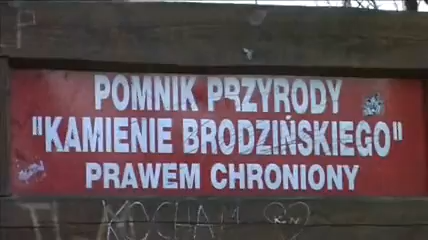 POMNIK PRZYRODY
"KAMIENIE BRODZIŃSKIEGO"
PRAWEM CHRONIONY
KOCHAM